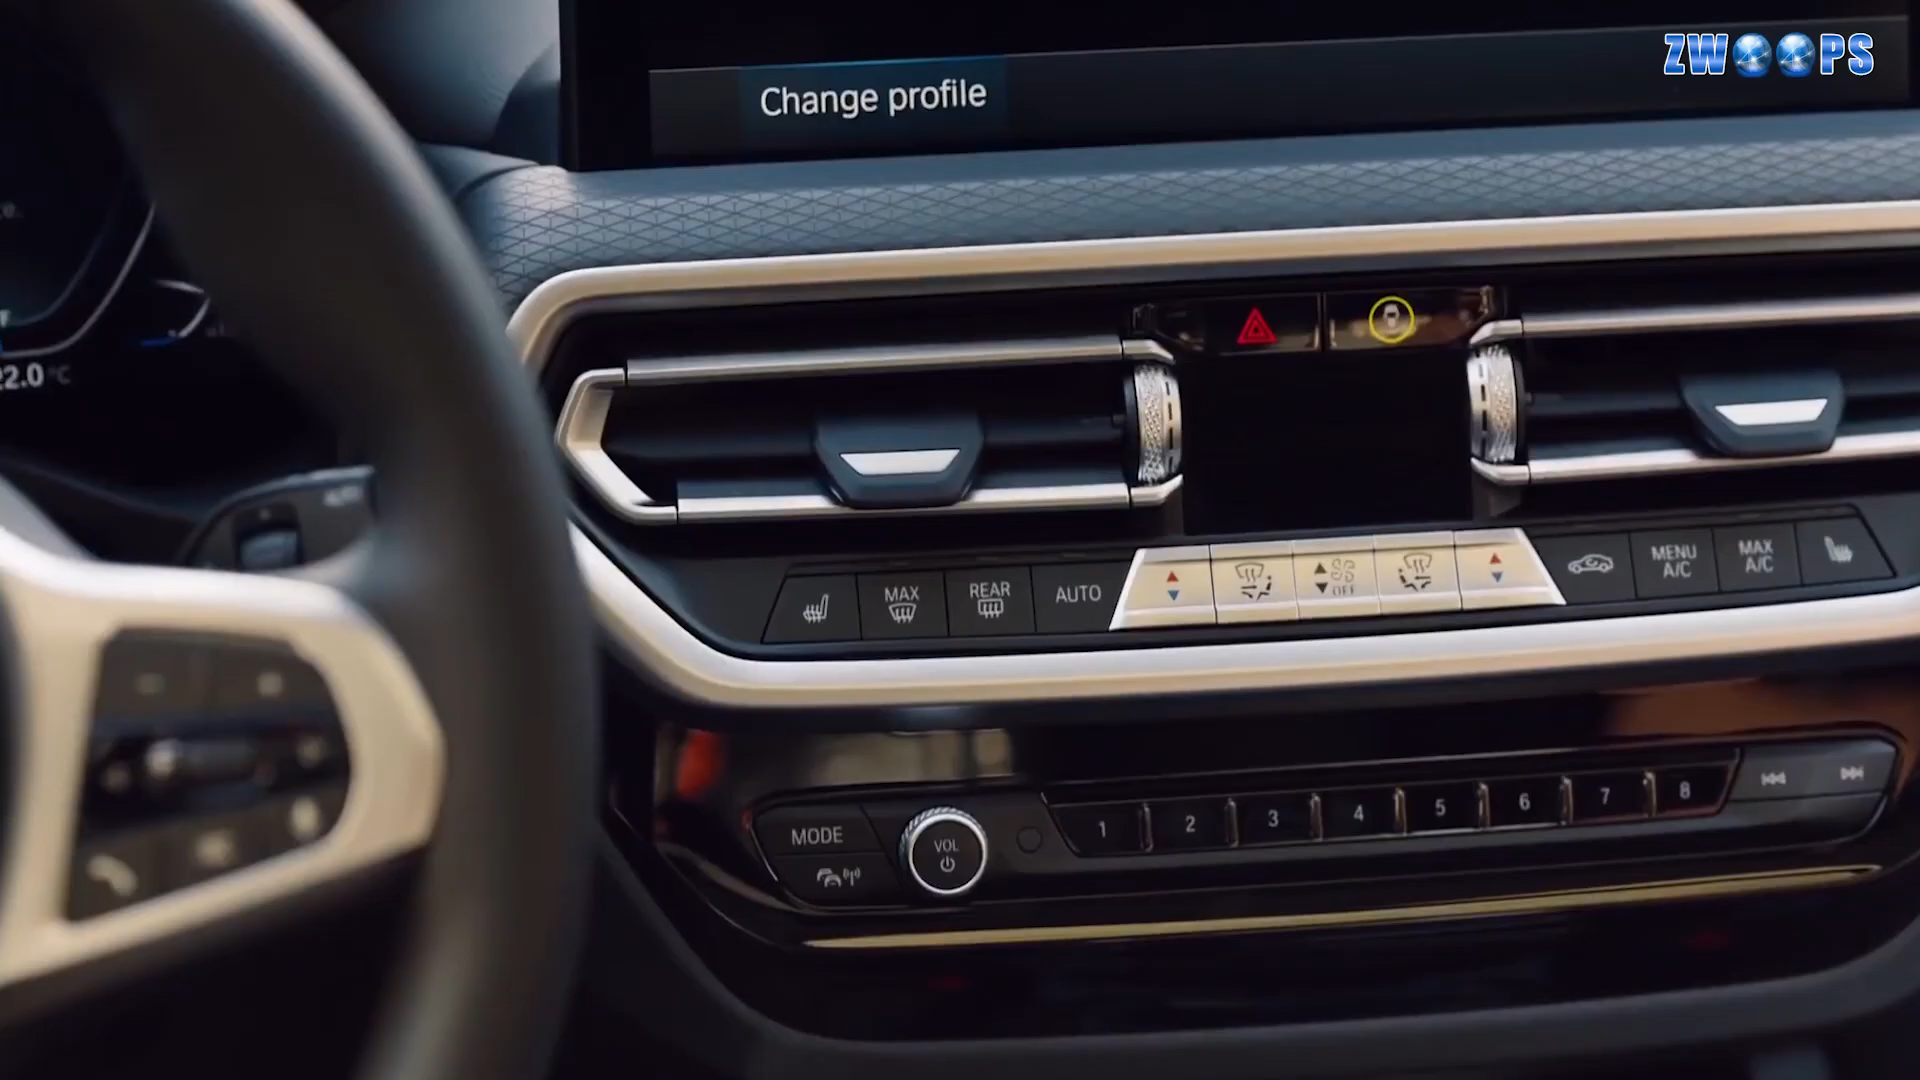 ZWOOPS
Change profile
22.0 °C
MAX
REAR
AUTO
OFF
MENU
A/C
MAX
A/C
MODE
VOL
1 2 3 4 5 6 7 8